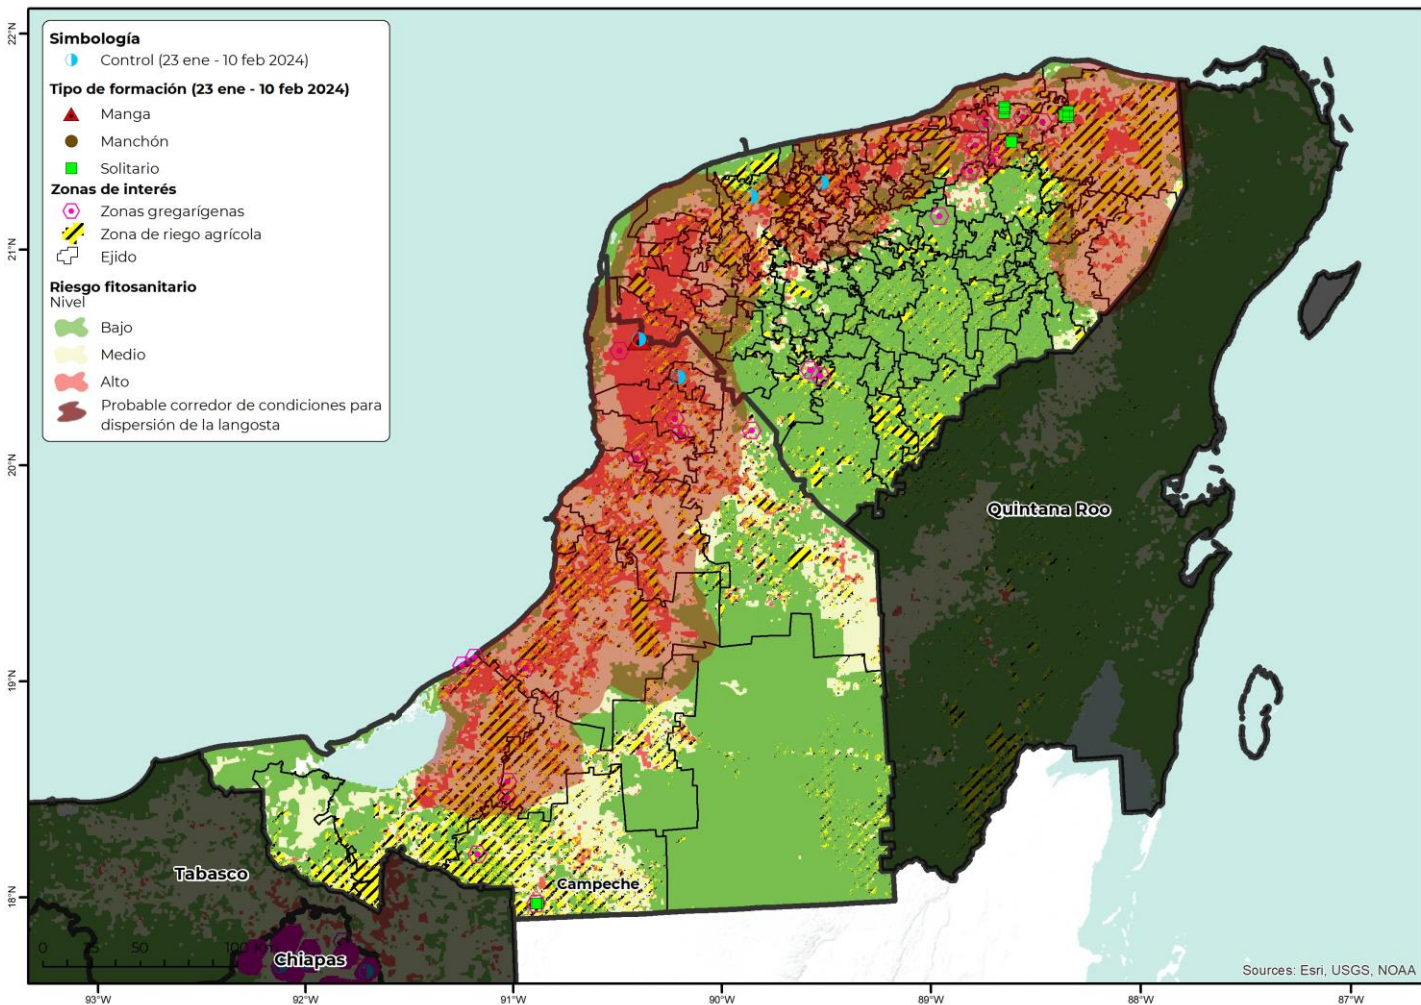 Simbología
Control (23 ene - 10 feb 2024)
Tipo de formación (23 ene - 10 feb 2024)
Manga
Manchón
Solitario
Zonas de interés
Zonas gregarígenas
Zona de riego agrícola
Ejido
Riesgo fitosanitario
Nivel
Bajo
Medio
Alto
Probable corredor de condiciones para
dispersión de la langosta
22°N
21°N
20°N
19°N
18°N
Quintana Roo
Tabasco
Campeche
Chiapas
0 25 50 100 Km
Sources: Esri, USGS, NOAA
93°W 92°W 91°W 90°W 89°W 88°W 87°W